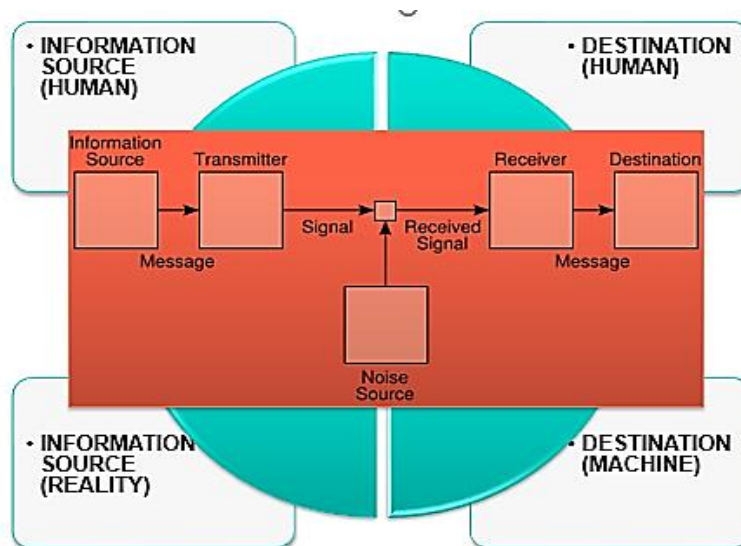 • INFORMATION
SOURCE
(HUMAN)
• DESTINATION
(HUMAN)
Information
Source
Transmitter
Receiver
Destination
Signal
Received
Signal
Message
Message
Noise
Source
• INFORMATION
SOURCE
(REALITY)
• DESTINATION
(MACHINE)